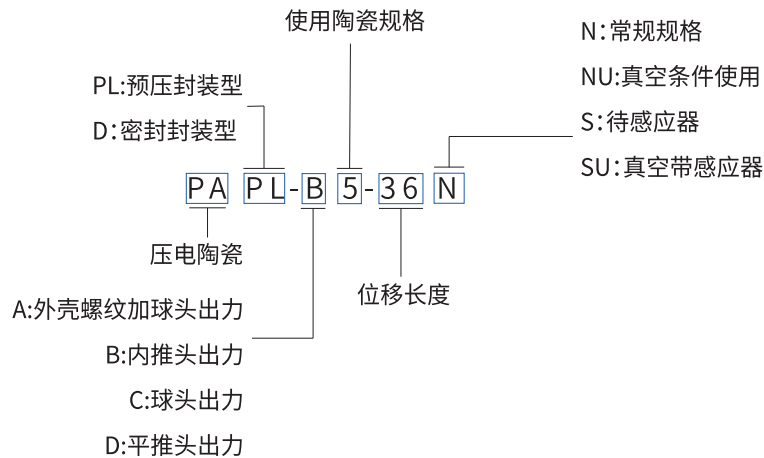 使用陶瓷规格
N：常规规格
NU:真空条件使用
S：待感应器
SU：真空带感应器
PL:预压封装型
D：密封封装型
PA PL-B 5-36 N
压电陶瓷
位移长度
A:外壳螺纹加球头出力
B:内推头出力
C:球头出力
D:平推头出力